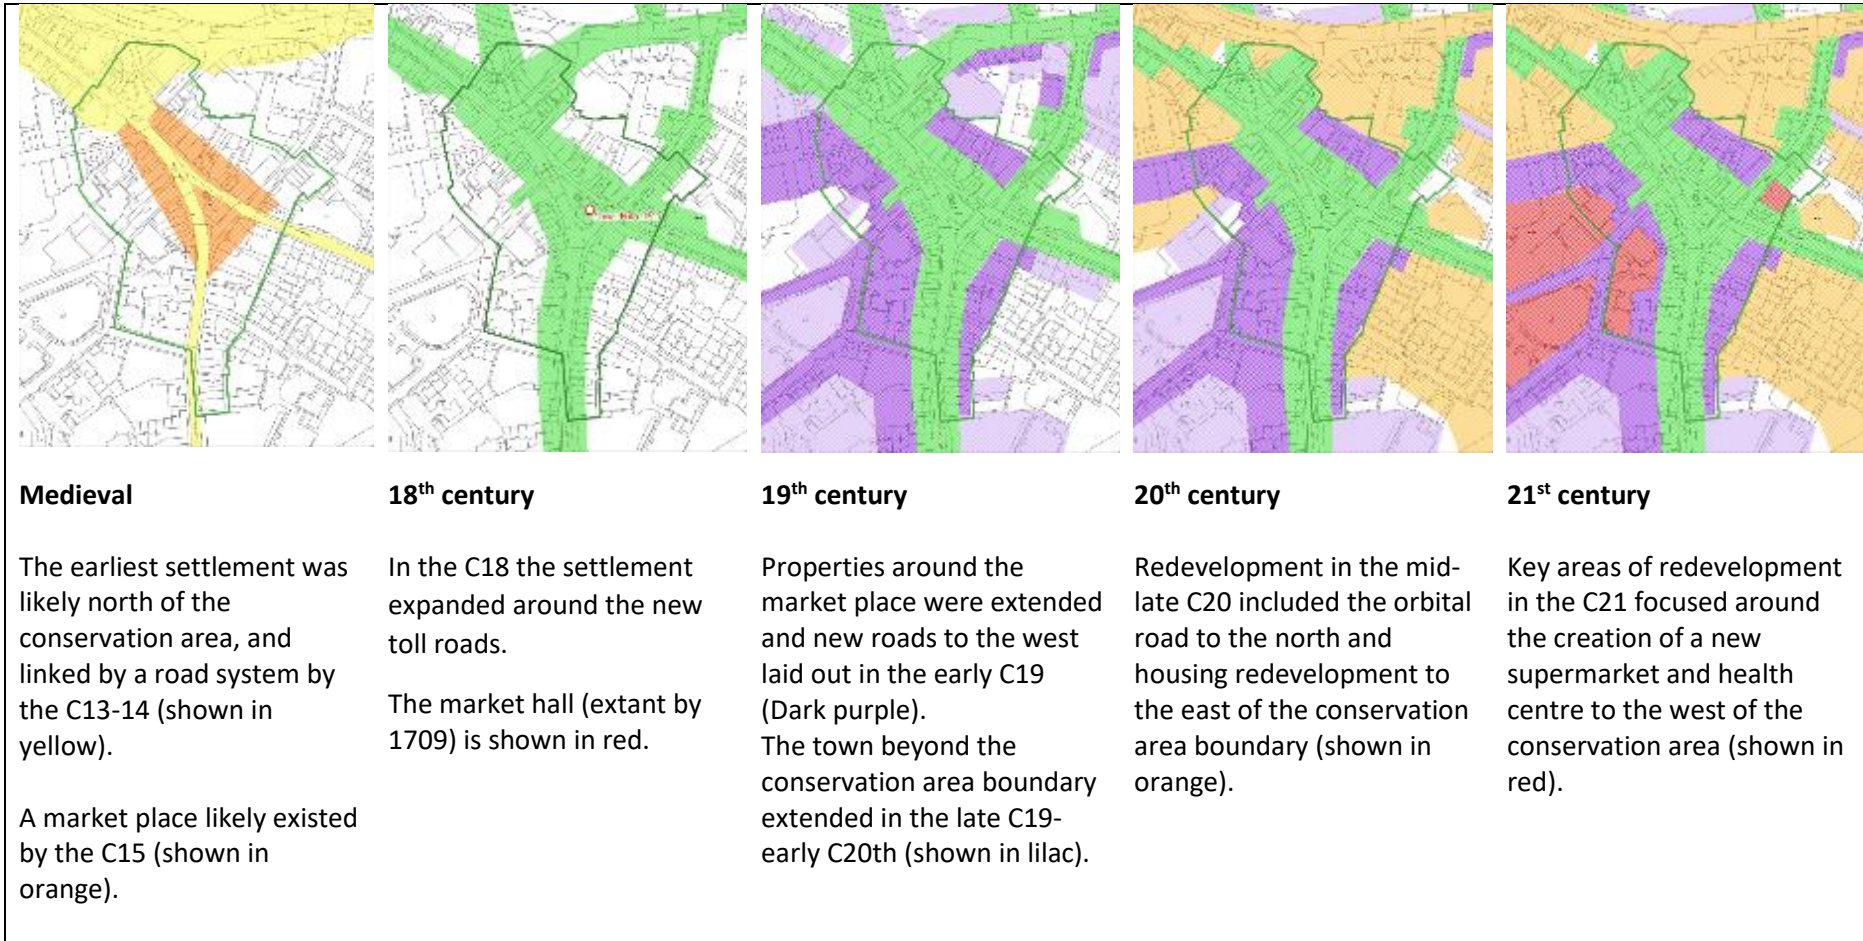 Medieval
The earliest settlement was
likely north of the
conservation area, and
linked by a road system by
the C13-14 (shown in
yellow).
A market place likely existed
by the C15 (shown in
orange).
18th century
In the C18 the settlement
expanded around the new
toll roads.
The market hall (extant by
1709) is shown in red.
19th century
Properties around the
market place were extended
and new roads to the west
laid out in the early C19
(Dark purple).
The town beyond the
conservation area boundary
extended in the late C19-
early C20th (shown in lilac).
20th century
Redevelopment in the mid-
late C20 included the orbital
road to the north and
housing redevelopment to
the east of the conservation
area boundary (shown in
orange).
21st century
Key areas of redevelopment
in the C21 focused around
the creation of a new
supermarket and health
centre to the west of the
conservation area (shown in
red).